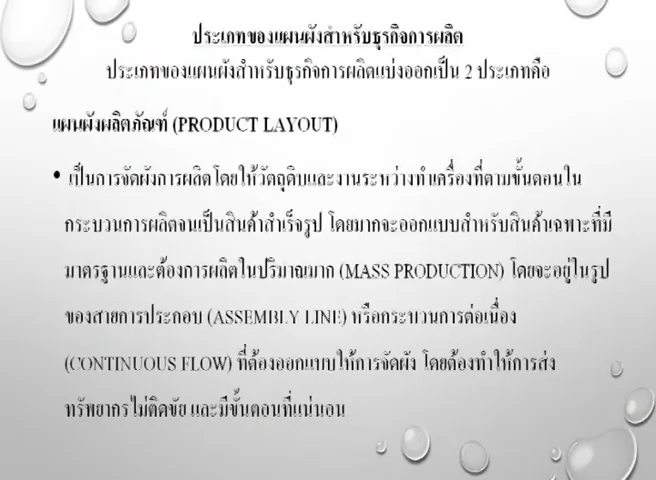 ประเภทของแผนผังสำหรับธุรกิจการผลิต
ประเภทของแผนผังสำหรับธุรกิจการผลิตแบ่งออกเป็น 2 ประเภทคือ
แผนผังผลิตภัณฑ์ (PRODUCT LAYOUT)
• เป็นการจัดผังการผลิตโดยให้วัตถุดิบและงานระหว่างทำเครื่องที่ตามขั้นตอนใน
กระบวนการผลิตจนเป็นสินค้าสำเร็จรูป โดยมากจะออกแบบสำหรับสินค้าเฉพาะที่มี
มาตรฐานและต้องการผลิตในปริมาณมาก (MASS PRODUCTION) โดยจะอยู่ในรูป
ของสายการประกอบ (ASSEMBLY LINE) หรือกระบวนการต่อเนื่อง
(CONTINUOUS FLOW) ที่ต้องออกแบบให้การจัดผัง โดยต้องทำให้การส่ง
ทรัพยากรไม่ติดขัย และมีขั้นตอนที่แน่นอน